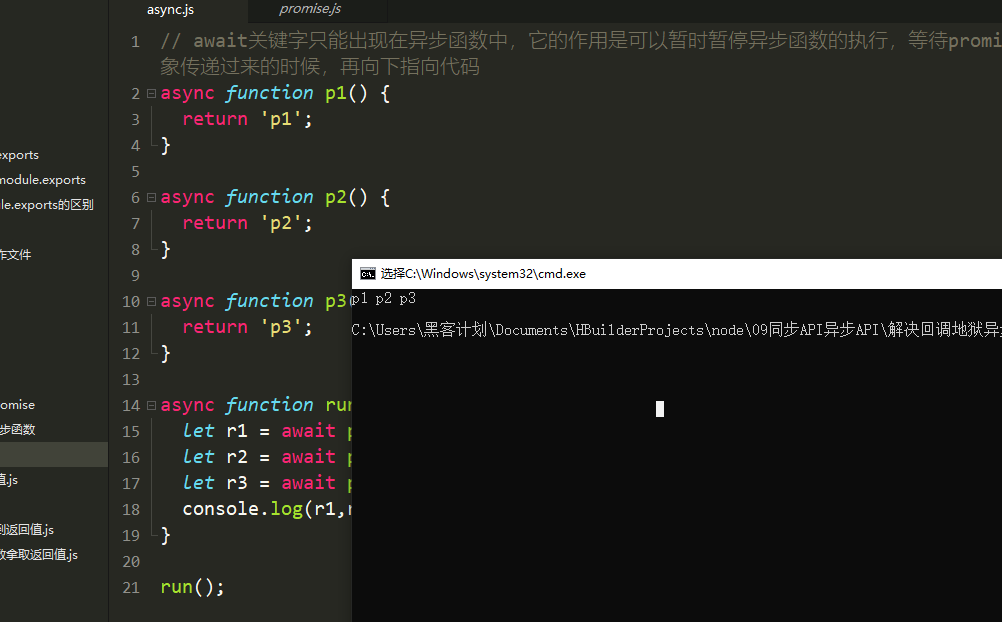 async.js
promise.js
1 // await关键字只能出现在异步函数中，它的作用是可以暂时暂停异步函数的执行，等待promi
象传递过来的时候，再向下指向代码
2 async function p1() {
3 return 'p1';
4 }
5
6 async function p2() {
7 return 'p2';
8 }
9
10 async function p3
11 return 'p3';
12 }
13
14 async function run
15 let r1 = await p
16 let r2 = await p
17 let r3 = await p
18 console.log(r1,r
19 }
20
21 run();
exports
module.exports
le.exports的区别
作文件
omise
步函数
值.js
到返回值.js
数拿取返回值.js
选择C:\Windows\system32\cmd.exe
p1 p2 p3
C:\Users\黑客计划\Documents\HBuilderProjects\node\09同步API异步API\解决回调地狱异